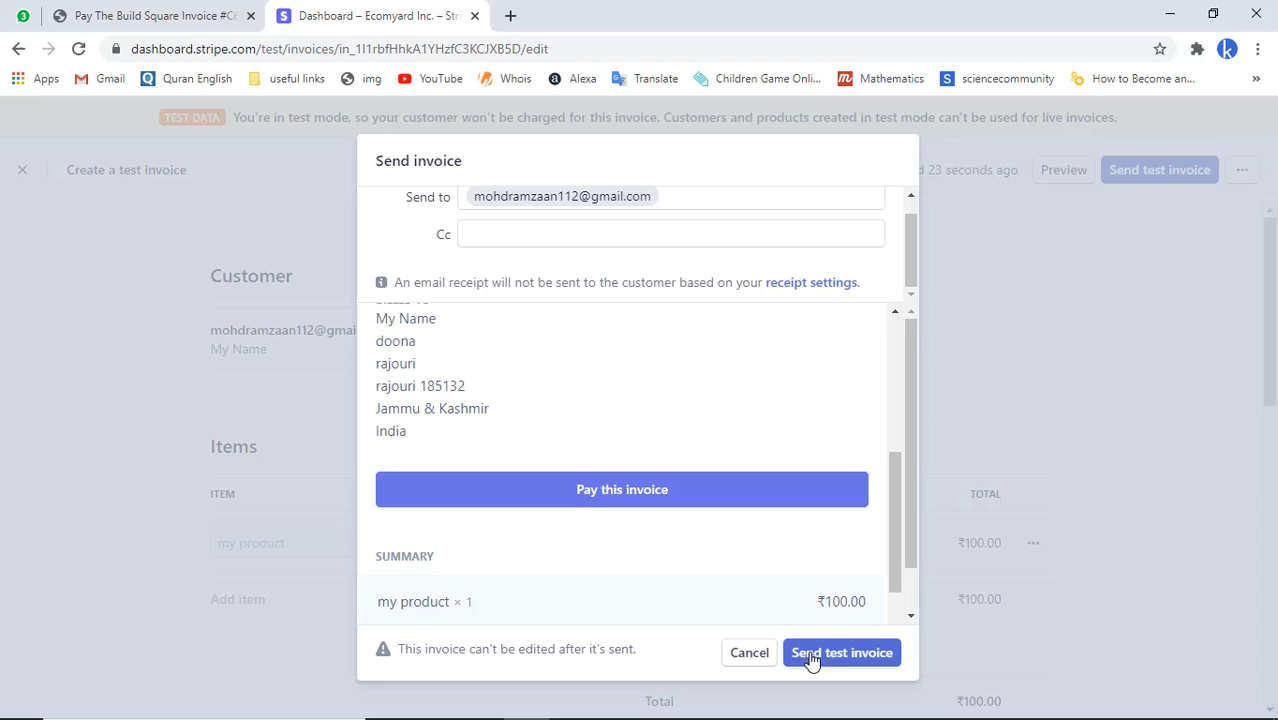 3
Pay The Build Square Invoice #C6
Dashboard – Ecomyard Inc. – Str
dashboard.stripe.com/test/invoices/in_1I1rbfHhkA1YHzfC3KCJXB5D/edit
k
Apps
Gmail
Quran English
useful links
img
YouTube
Whois
Alexa
Translate
Children Game Onli...
Mathematics
sciencecommunity
How to Become an...
»
TEST DATA You're in test mode, so your customer won't be charged for this invoice. Customers and products created in test mode can't be used for live invoices.
Create a test invoice
23 seconds ago
Preview
Send test invoice
Send invoice
Send to mohdramzaan112@gmail.com
Cc
An email receipt will not be sent to the customer based on your receipt settings.
Customer
mohdramzaan112@gmai
My Name
My Name
doona
rajouri
rajouri 185132
Jammu & Kashmir
India
Pay this invoice
SUMMARY
my product × 1 ₹100.00
This invoice can't be edited after it's sent.
Cancel
Send test invoice
Items
ITEM
TOTAL
my product
₹100.00
Add item
₹100.00
Total
₹100.00